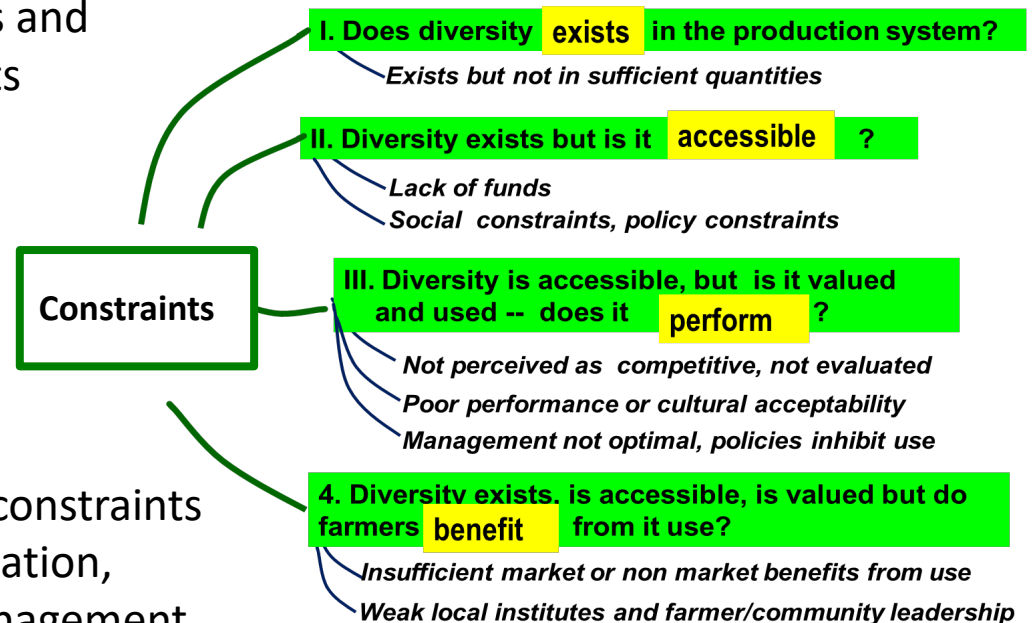 s and
ts
I. Does diversity exists in the production system?
Exists but not in sufficient quantities
II. Diversity exists but is it accessible ?
Lack of funds
Social constraints, policy constraints
Constraints
III. Diversity is accessible, but is it valued
and used -- does it perform ?
Not perceived as competitive, not evaluated
Poor performance or cultural acceptability
Management not optimal, policies inhibit use
constraints
ation,
nagement
4. Diversity exists, is accessible, is valued but do
farmers benefit from it use?
Insufficient market or non market benefits from use
Weak local institutes and farmer/community leadership